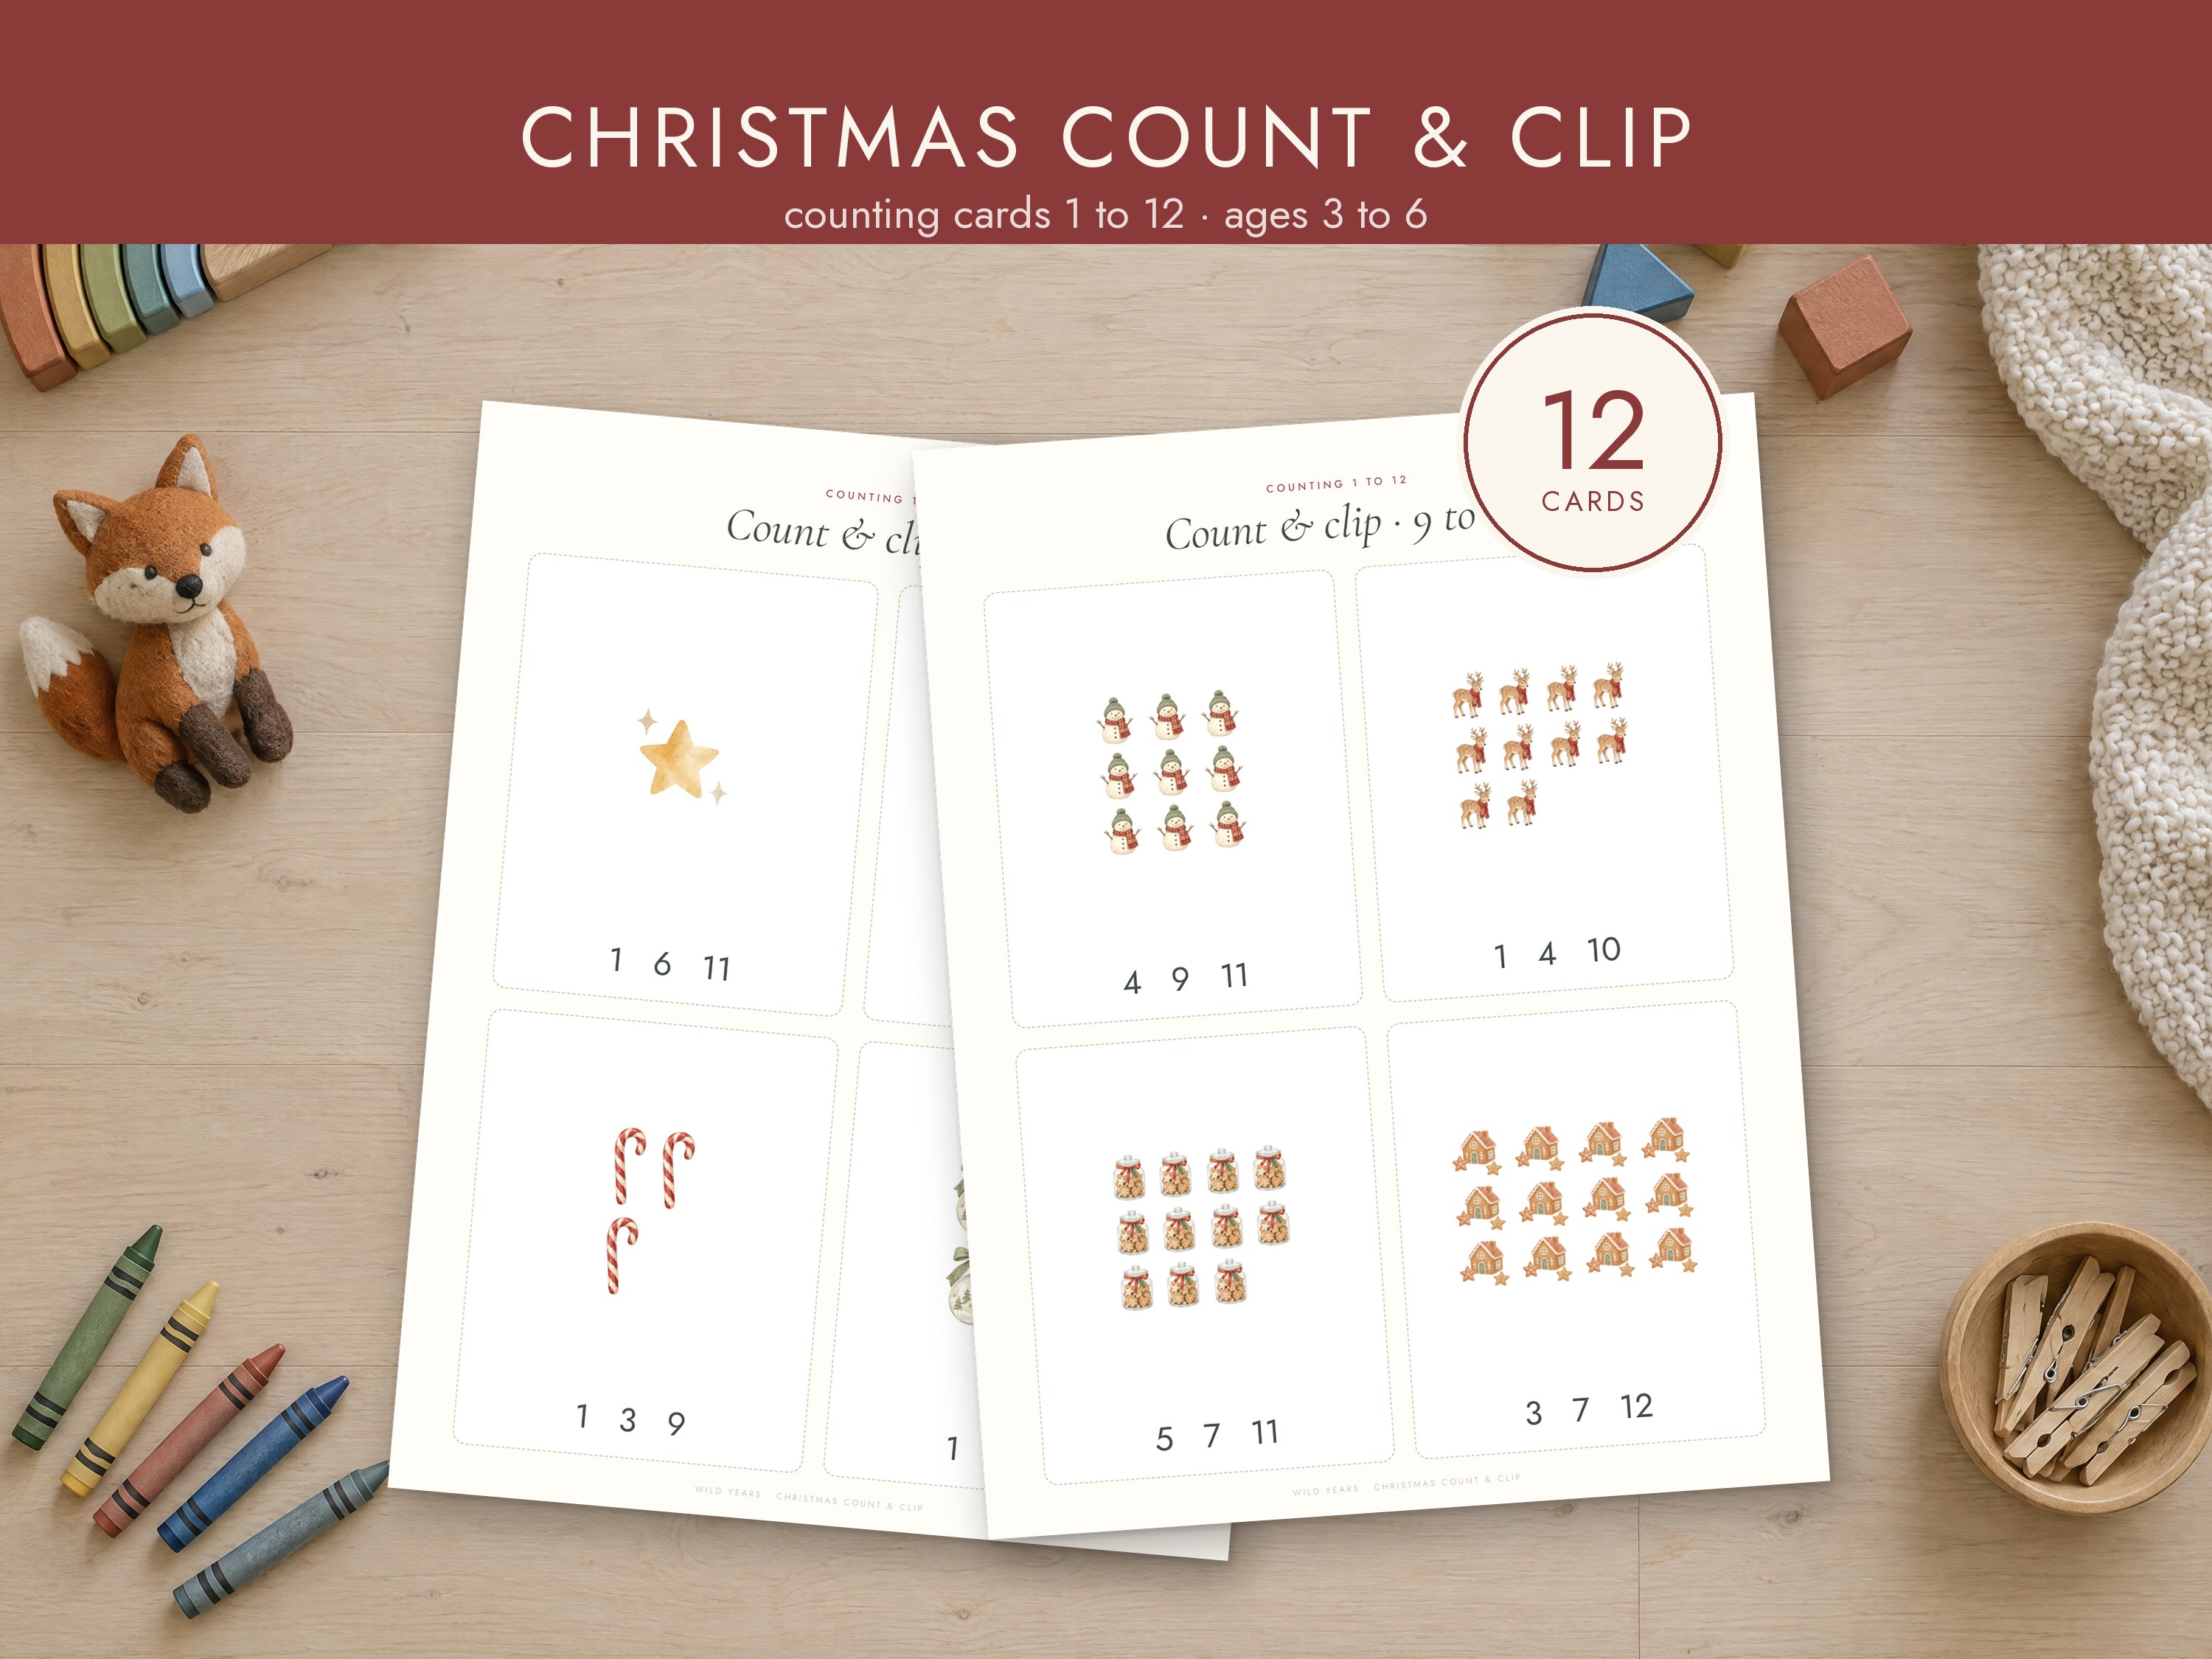 CHRISTMAS COUNT & CLIP
counting cards 1 to 12 · ages 3 to 6
12
CARDS
COUNTING 1
Count & cli
1 6 11
1 3 9
1
WILD YEARS · CHRISTMAS COUNT & CLIP
COUNTING 1 TO 12
Count & clip · 9 to
4 9 11
1 4 10
5 7 11
3 7 12
WILD YEARS · CHRISTMAS COUNT & CLIP